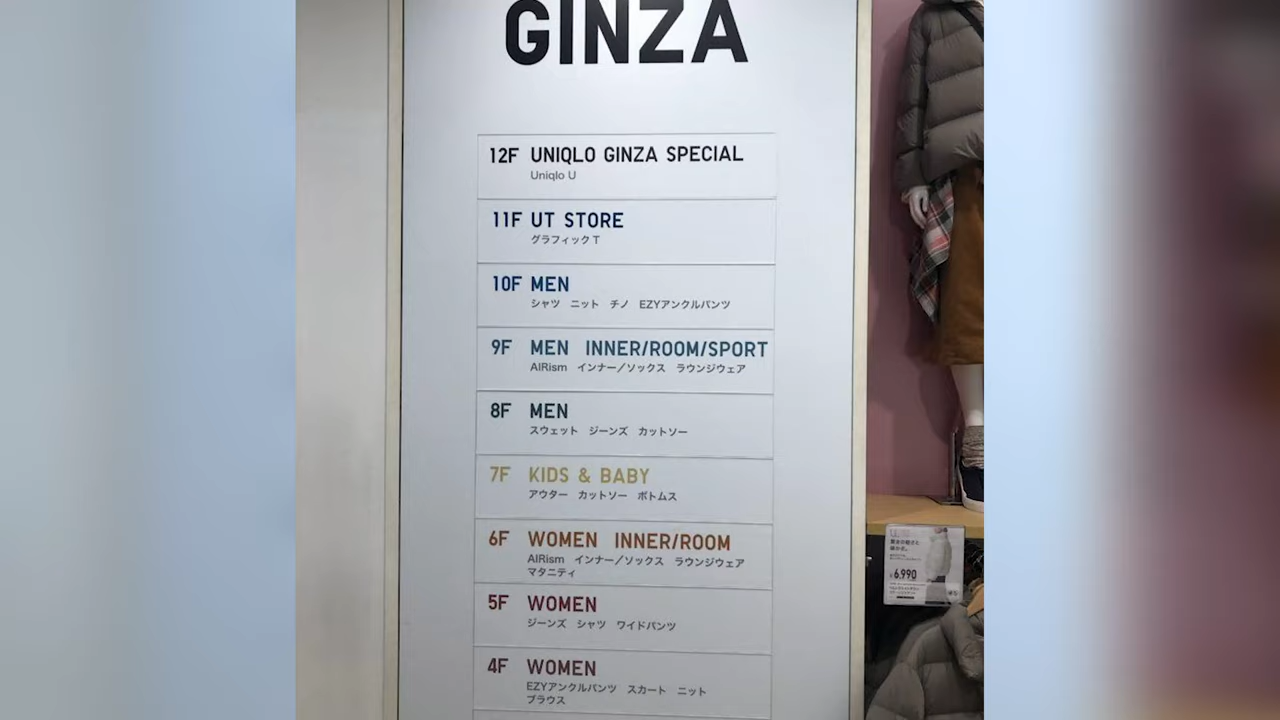 GINZA
12F UNIQLO GINZA SPECIAL
Uniqlo U
11F UT STORE
グラフィックT
10F MEN
シャツ ニット チノ EZYアンクルパンツ
9F MEN INNER/ROOM/SPORT
AIRism インナー/ソックス ラウンジウェア
8F MEN
スウェット ジーンズ カットソー
7F KIDS & BABY
アウター カットソー ボトムス
6F WOMEN INNER/ROOM
AIRism インナー/ソックス ラウンジウェア
マタニティ
5F WOMEN
ジーンズ シャツ ワイドパンツ
4F WOMEN
EZYアンクルパンツ スカート ニット
ブラウス
6,990